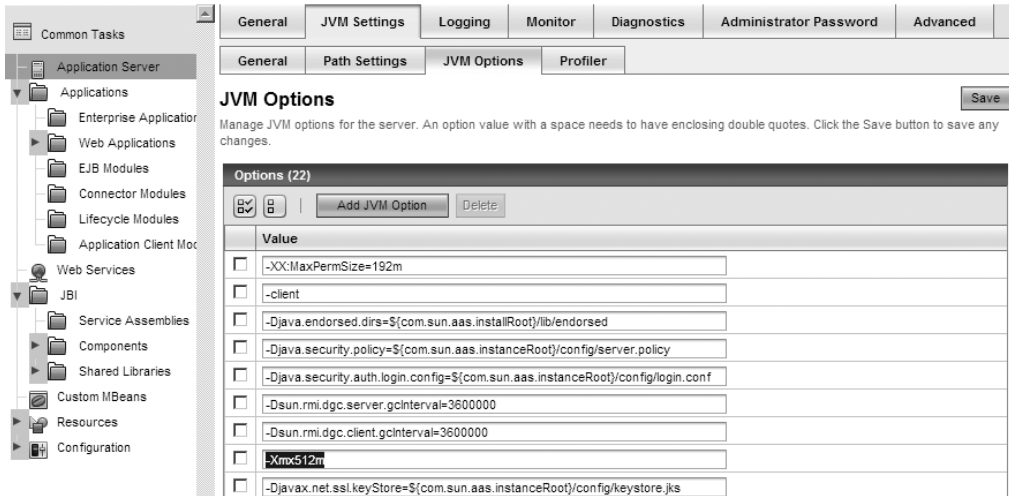 Common Tasks
Application Server
Applications
Enterprise Applicatior
Web Applications
EJB Modules
Connector Modules
Lifecycle Modules
Application Client Moc
Web Services
JBI
Service Assemblies
Components
Shared Libraries
Custom MBeans
Resources
Configuration
General JVM Settings Logging Monitor Diagnostics Administrator Password Advanced
General Path Settings JVM Options Profiler
JVM Options
Save
Manage JVM options for the server. An option value with a space needs to have enclosing double quotes. Click the Save button to save any
changes.
Options (22)
Add JVM Option Delete
Value
-XX:MaxPermSize=192m
-client
-Djava.endorsed.dirs=${com.sun.aas.installRoot}/lib/endorsed
-Djava.security.policy=${com.sun.aas.instanceRoot}/config/server.policy
-Djava.security.auth.login.config=${com.sun.aas.instanceRoot}/config/login.conf
-Dsun.rmi.dgc.server.gcInterval=3600000
-Dsun.rmi.dgc.client.gcInterval=3600000
-Xmx512m
-Djavax.net.ssl.keyStore=${com.sun.aas.instanceRoot}/config/keystore.jks